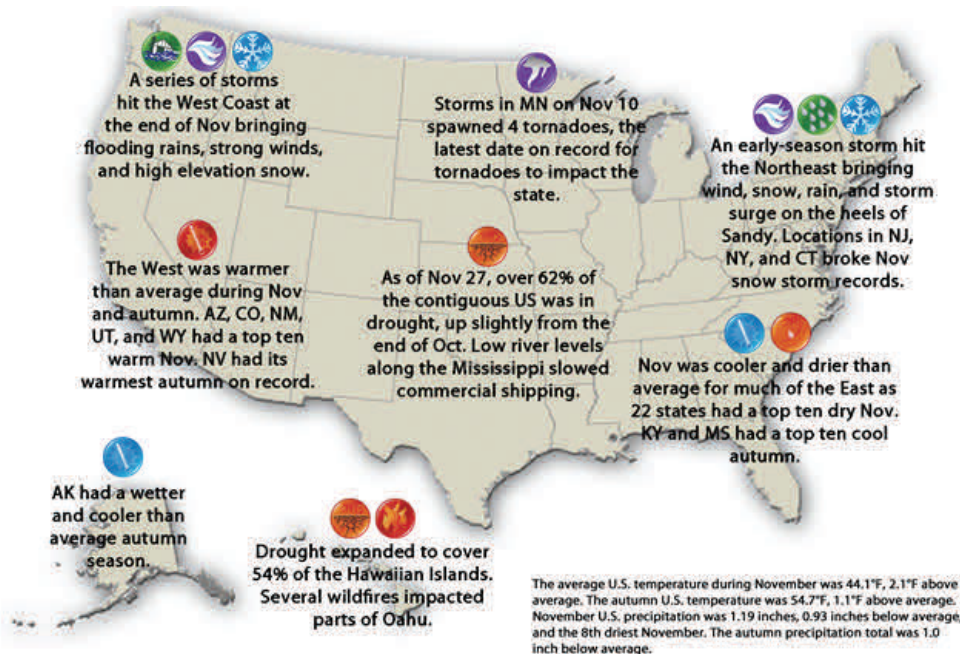 A series of storms
hit the West Coast at
the end of Nov bringing
flooding rains, strong winds,
and high elevation snow.
Storms in MN on Nov 10
spawned 4 tornadoes, the
latest date on record for
tornadoes to impact the
state.
An early-season storm hit
the Northeast bringing
wind, snow, rain, and storm
surge on the heels of
Sandy. Locations in NJ,
NY, and CT broke Nov
snow storm records.
The West was warmer
than average during Nov
and autumn. AZ, CO, NM,
UT, and WY had a top ten
warm Nov. NV had its
warmest autumn on record.
As of Nov 27, over 62% of
the contiguous US was in
drought, up slightly from the
end of Oct. Low river levels
along the Mississippi slowed
commercial shipping.
Nov was cooler and drier than
average for much of the East as
22 states had a top ten dry Nov.
KY and MS had a top ten cool
autumn.
AK had a wetter
and cooler than
average autumn
season.
Drought expanded to cover
54% of the Hawaiian Islands.
Several wildfires impacted
parts of Oahu.
The average U.S. temperature during November was 44.1°F, 2.1°F above
average. The autumn U.S. temperature was 54.7°F, 1.1°F above average.
November U.S. precipitation was 1.19 inches, 0.93 inches below average,
and the 8th driest November. The autumn precipitation total was 1.0
inch below average.